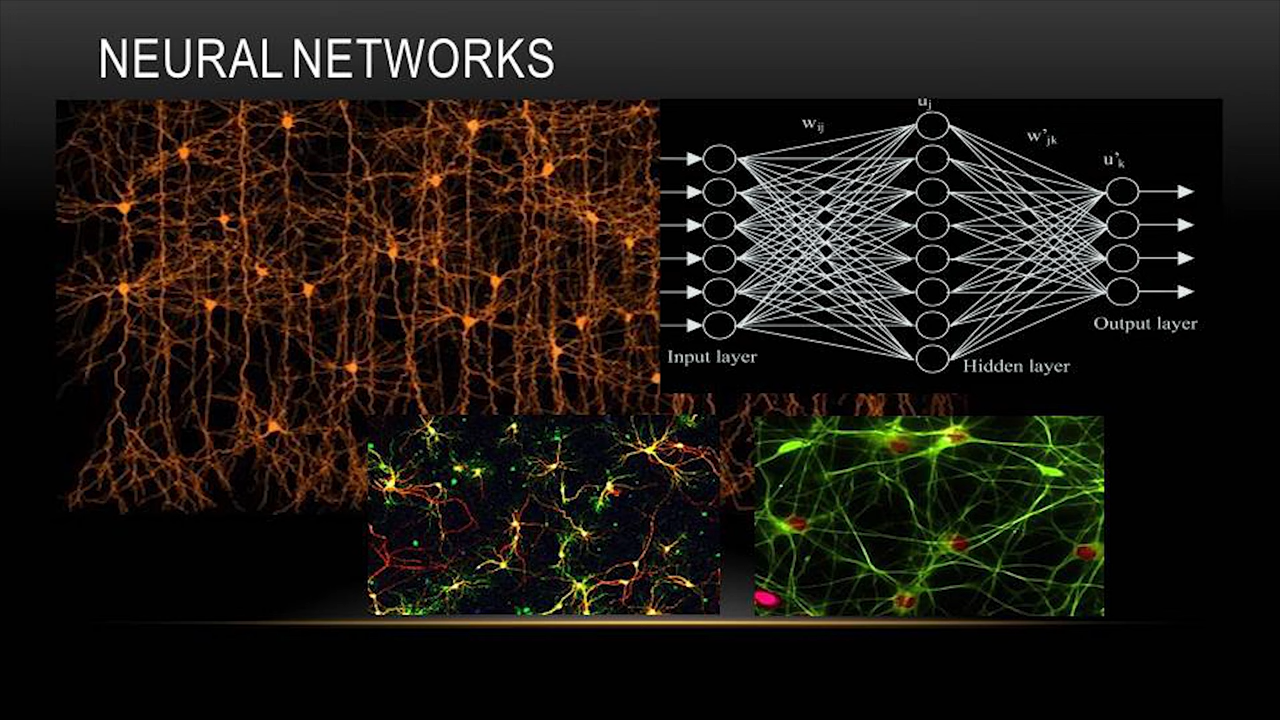 NEURAL NETWORKS
uj
wij
w'jk
u'k
Output layer
Input layer
Hidden layer